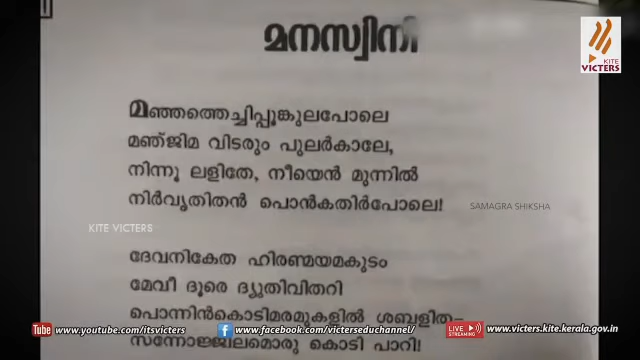 മനസ്വിനി
KITE
VICTERS
മഞ്ഞത്തെച്ചിപ്പൂങ്കുലപോലെ
മഞ്ജിമ വിടരും പുലർകാലേ,
നിന്നൂ ലളിതേ, നീയെൻ മുന്നിൽ
നിർവൃതിതൻ പൊൻകതിർപോലെ!
SAMAGRA SHIKSHA
KITE VICTERS
ദേവനികേത ഹിരണ്മയമകുടം
മേവീ ദൂരെ ദ്യുതിവിതറി
പൊന്നിൻകൊടിമരമുകളിൽ ശബളിത-
സന്നോജ്ജ്വലമൊരു കൊടി പാറി!
You Tube www.youtube.com/itsvicters
www.facebook.com/victerseduchannel/
LIVE STREAMING www.victers.kite.kerala.gov.in